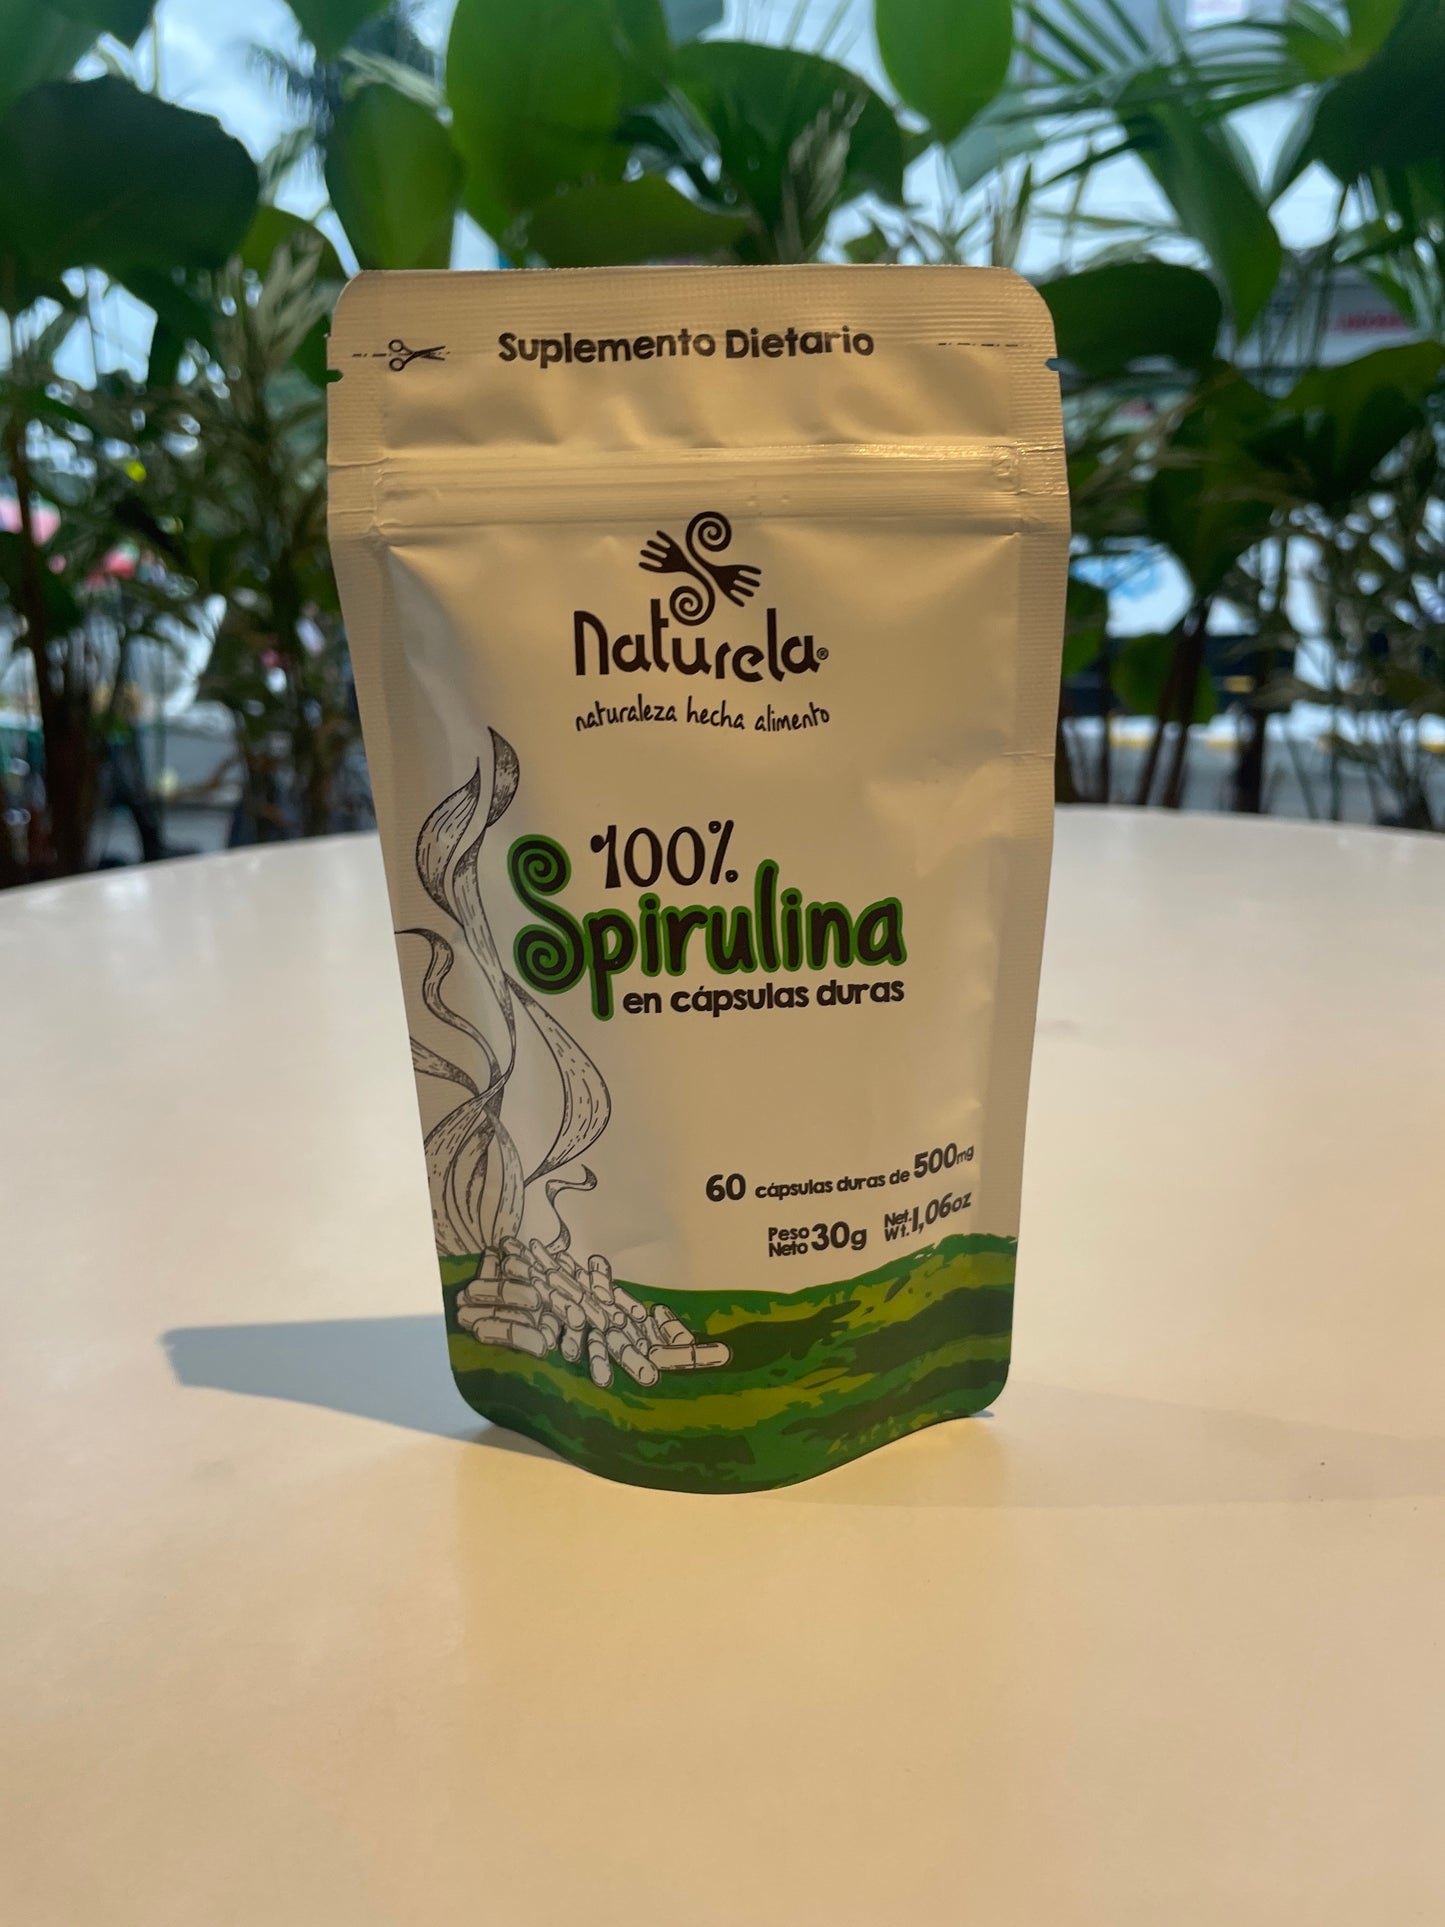 Suplemento Dietario
Naturela®
naturaleza hecha alimento
100%
Spirulina
en cápsulas duras
60 cápsulas duras de 500mg
Peso Neto 30g Net. Wt. 1,06oz